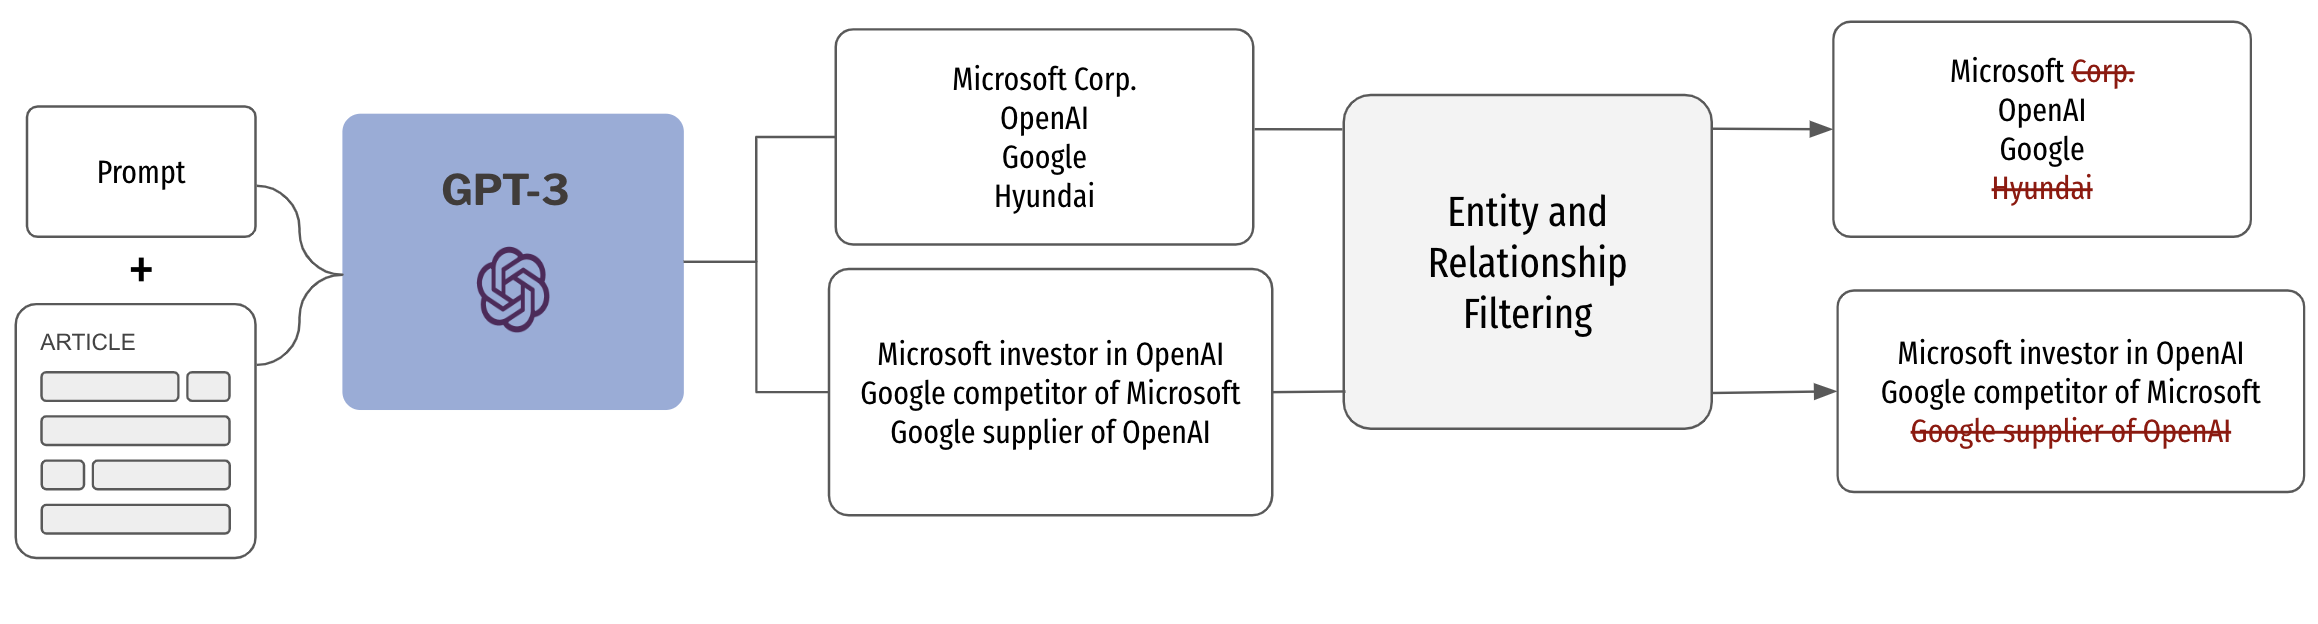 Prompt
+
ARTICLE
GPT-3
Microsoft Corp.
OpenAI
Google
Hyundai
Microsoft investor in OpenAI
Google competitor of Microsoft
Google supplier of OpenAI
Entity and
Relationship
Filtering
Microsoft Corp.
OpenAI
Google
Hyundai
Microsoft investor in OpenAI
Google competitor of Microsoft
Google supplier of OpenAI